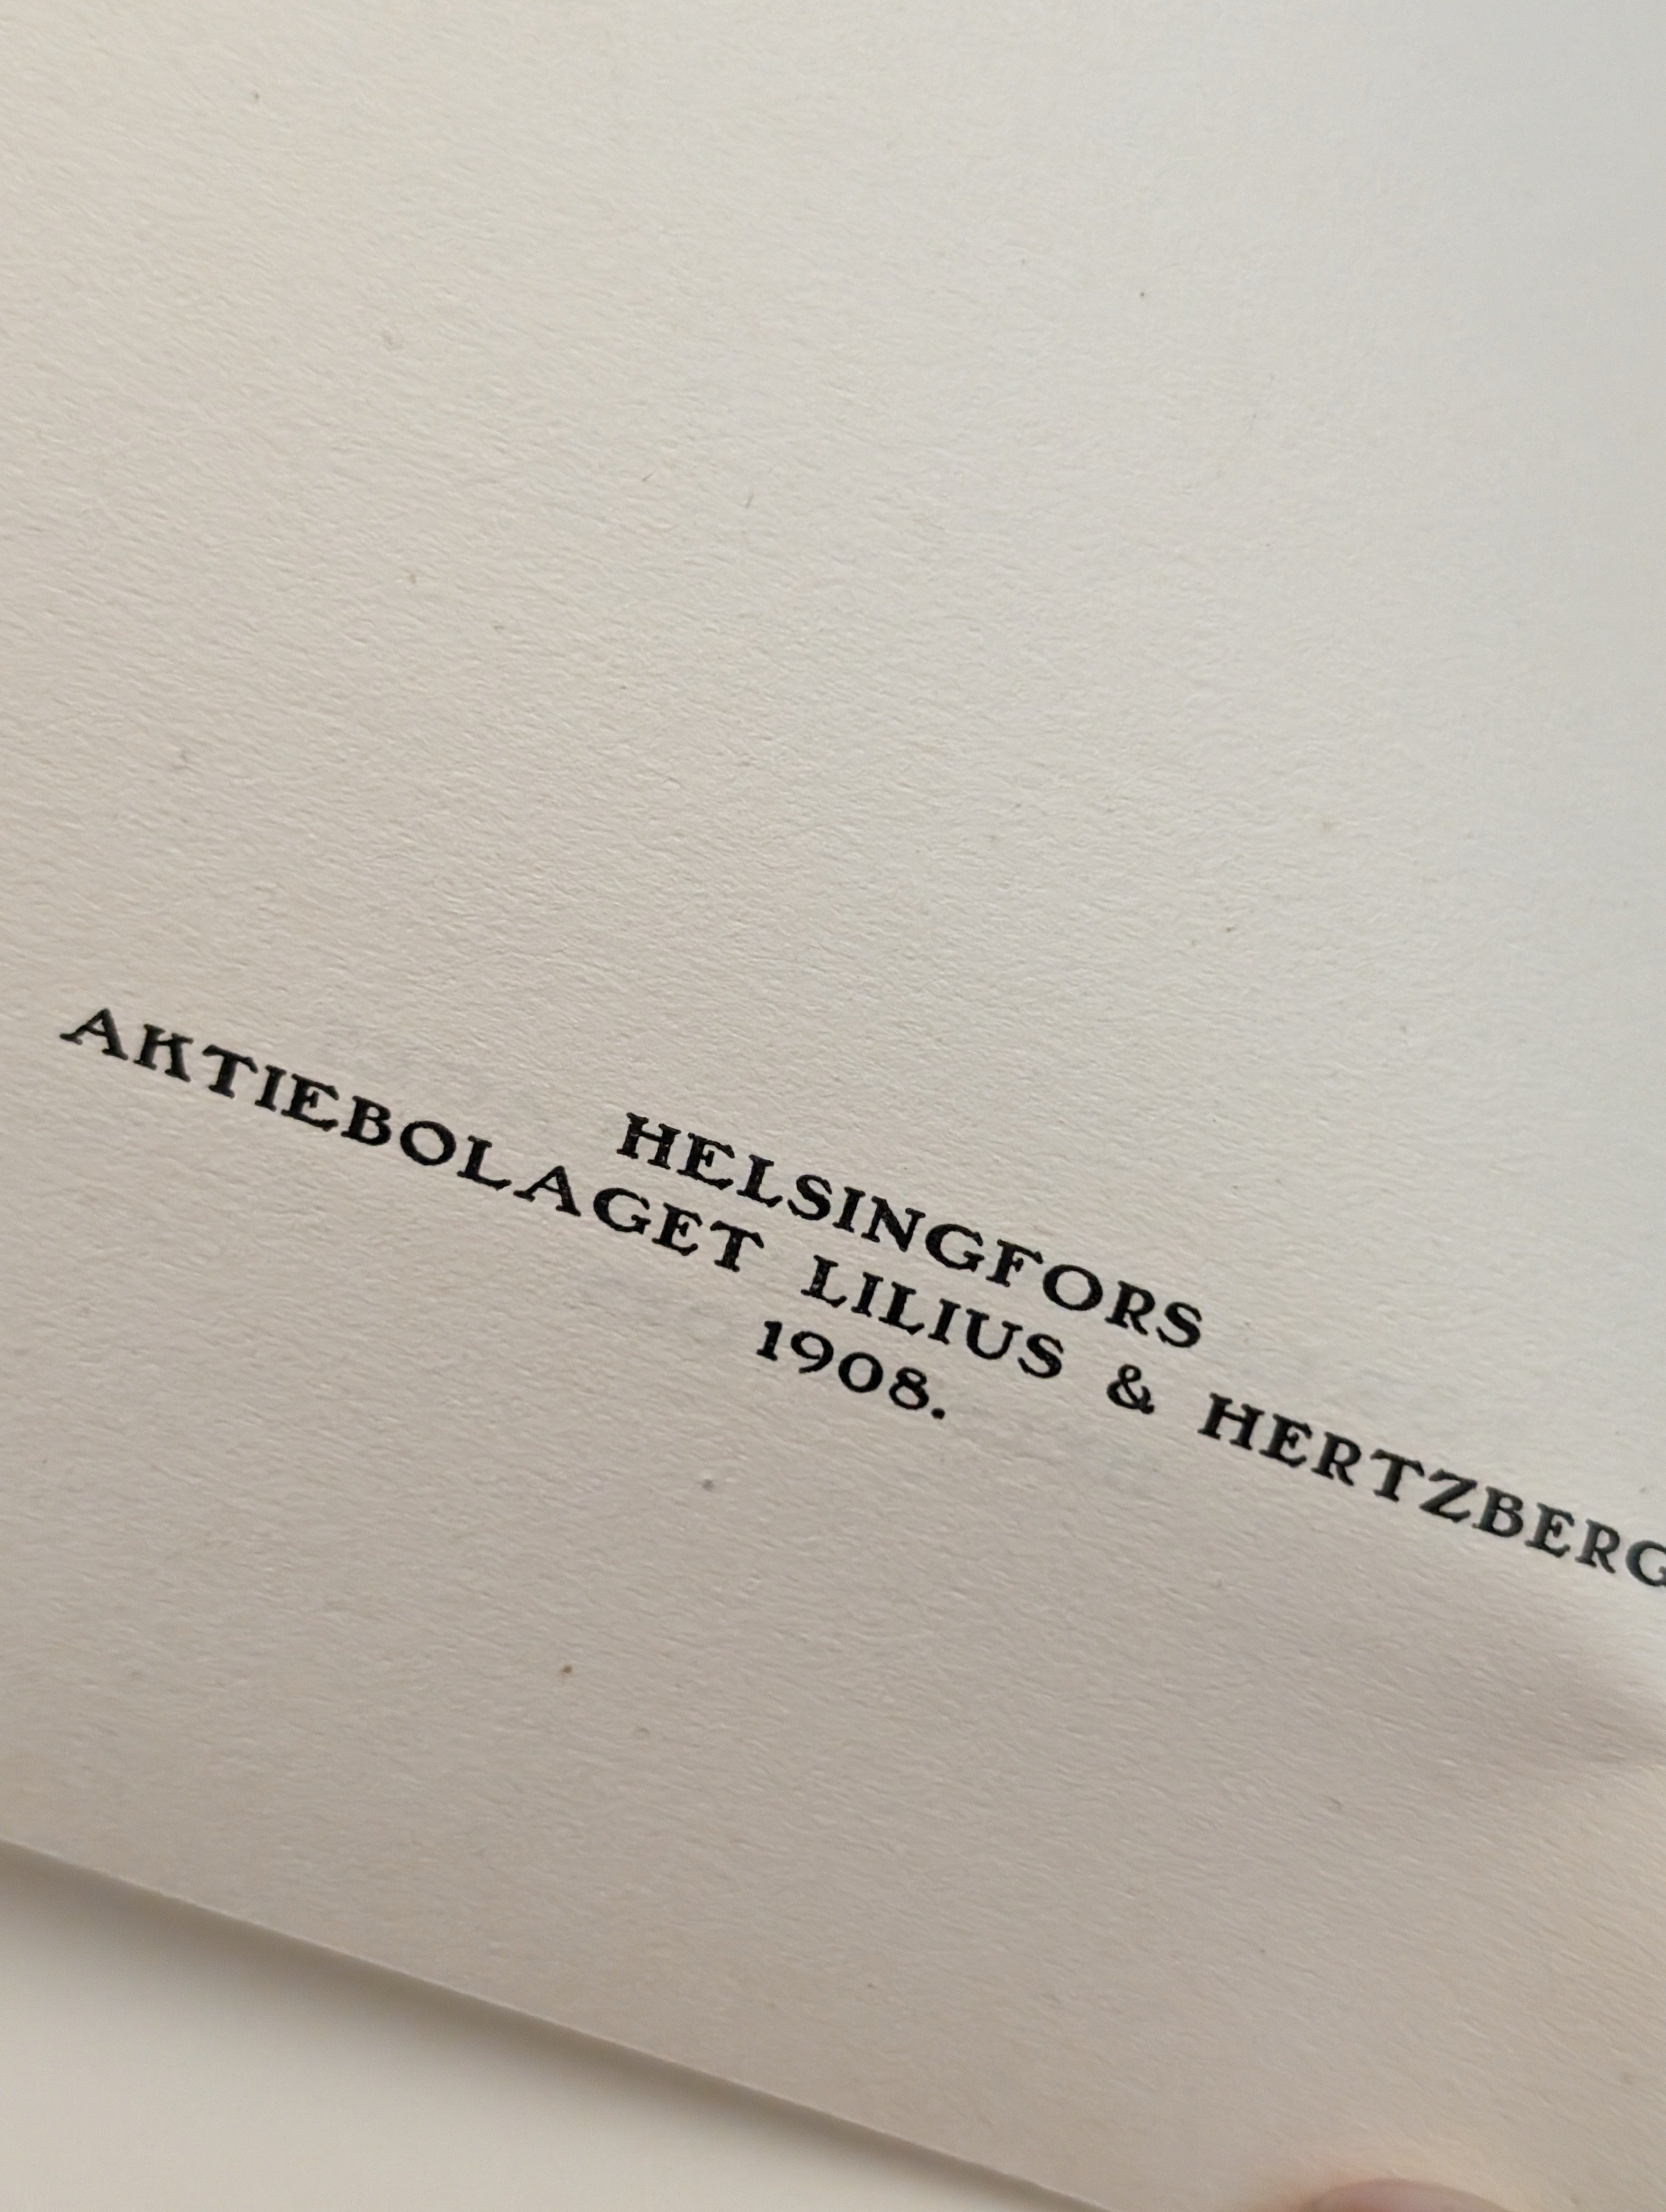 HELSINGFORS
AKTIEBOLAGET LILIUS & HERTZBERG
1908.